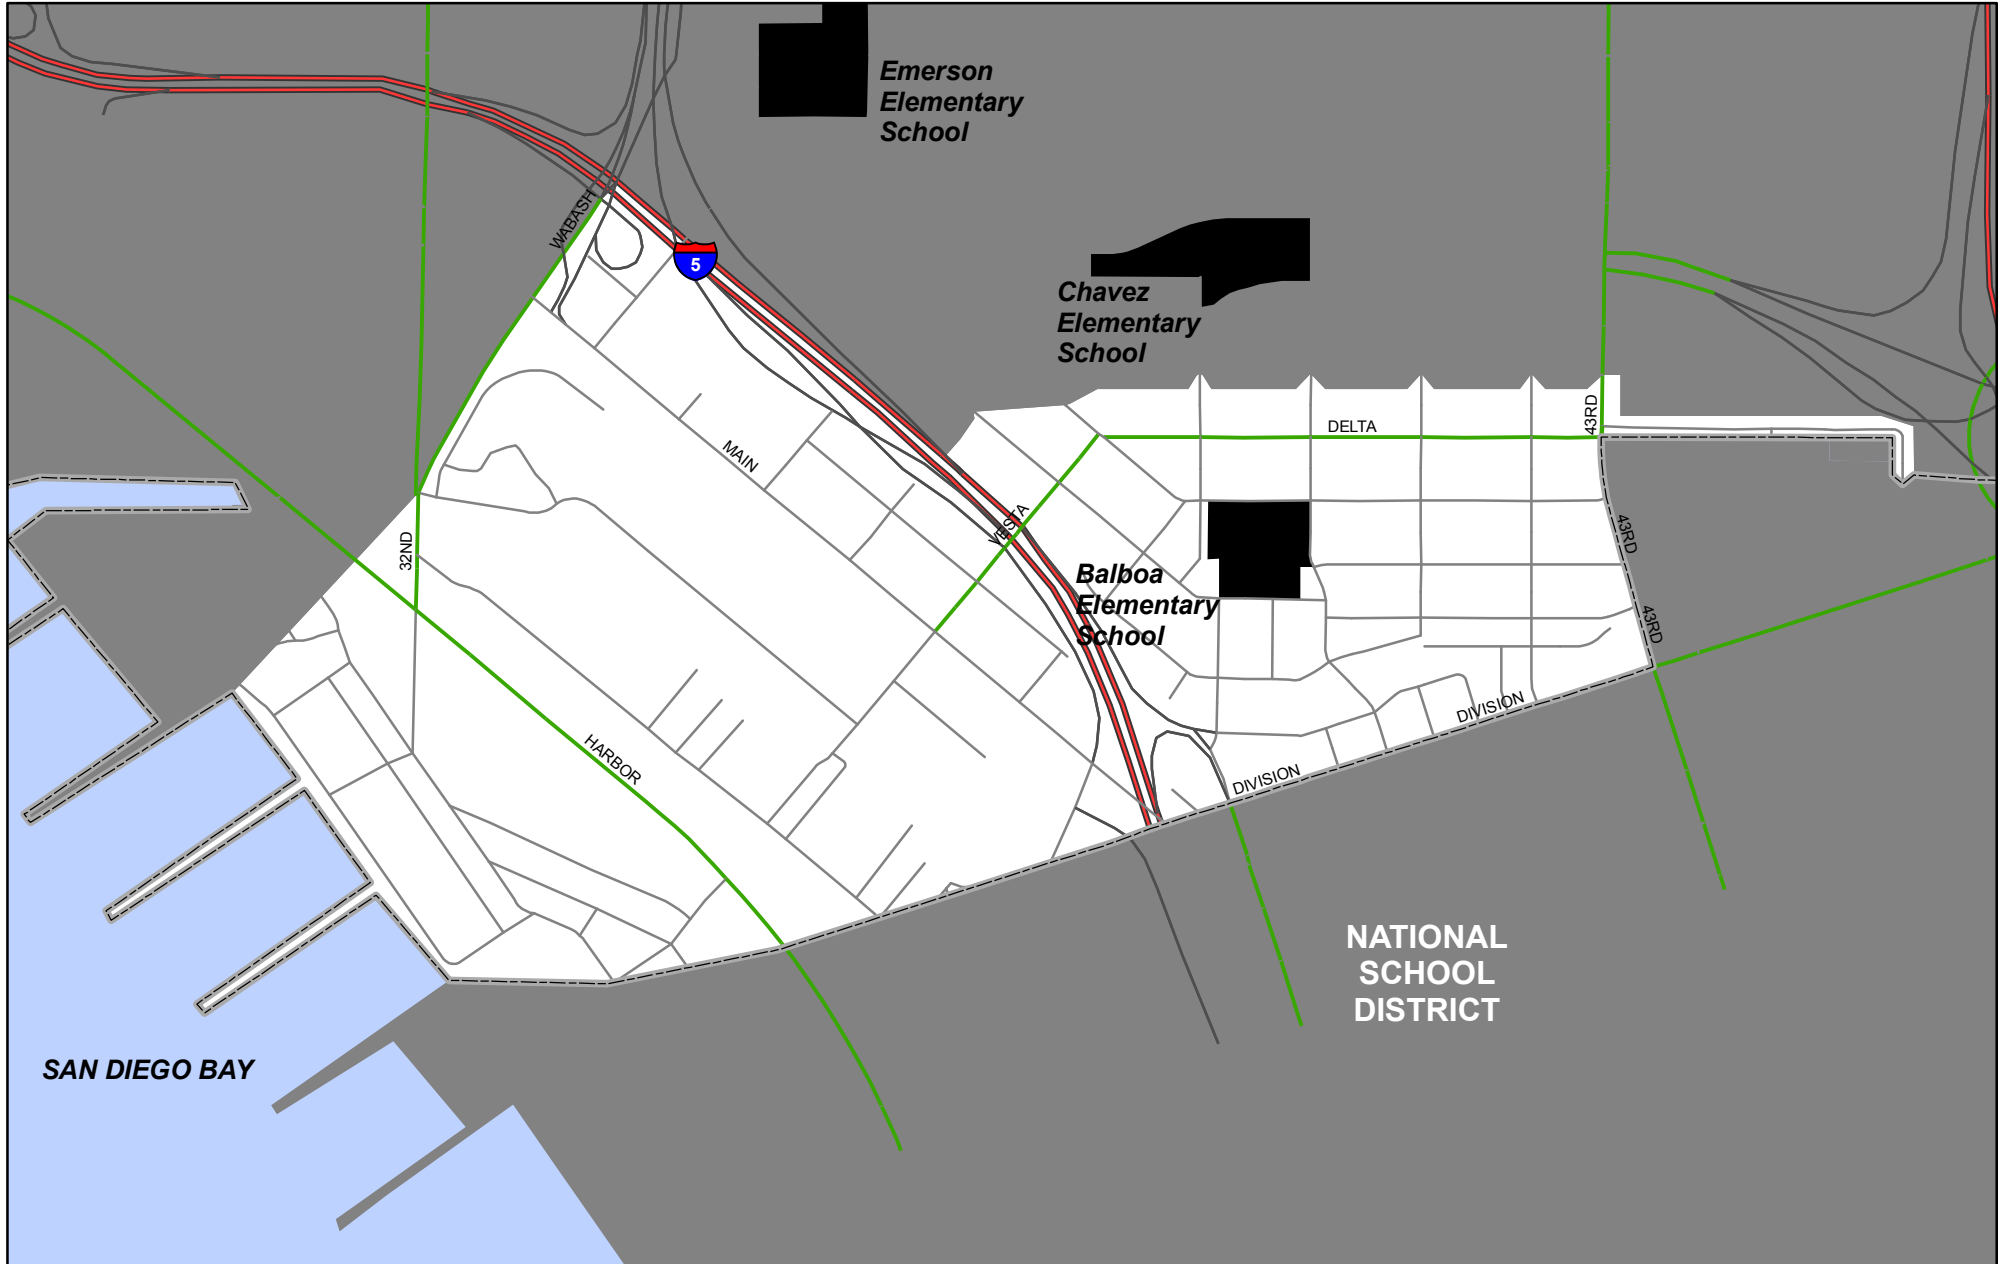 Emerson
Elementary
School
WABASH
5
Chavez
Elementary
School
43RD
DELTA
MAIN
VESTA
43RD
32ND
Balboa
Elementary
School
43RD
DIVISION
HARBOR
DIVISION
NATIONAL
SCHOOL
DISTRICT
SAN DIEGO BAY